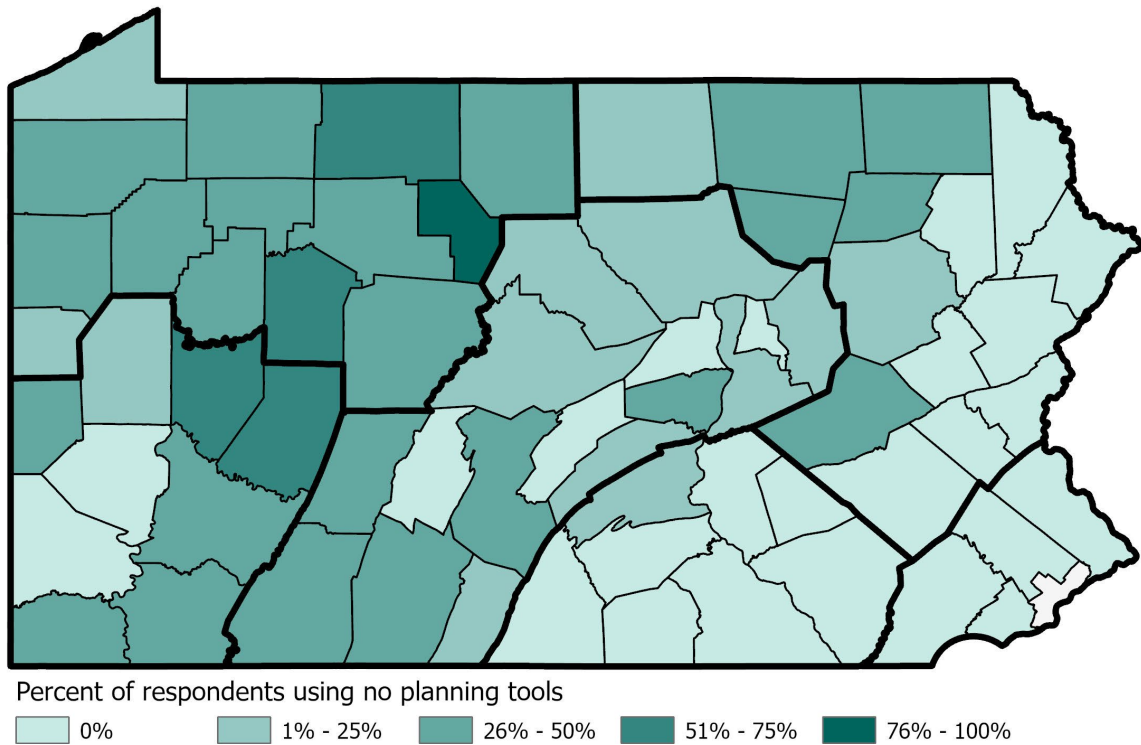 Percent of respondents using no planning tools
0% 1% - 25% 26% - 50% 51% - 75% 76% - 100%